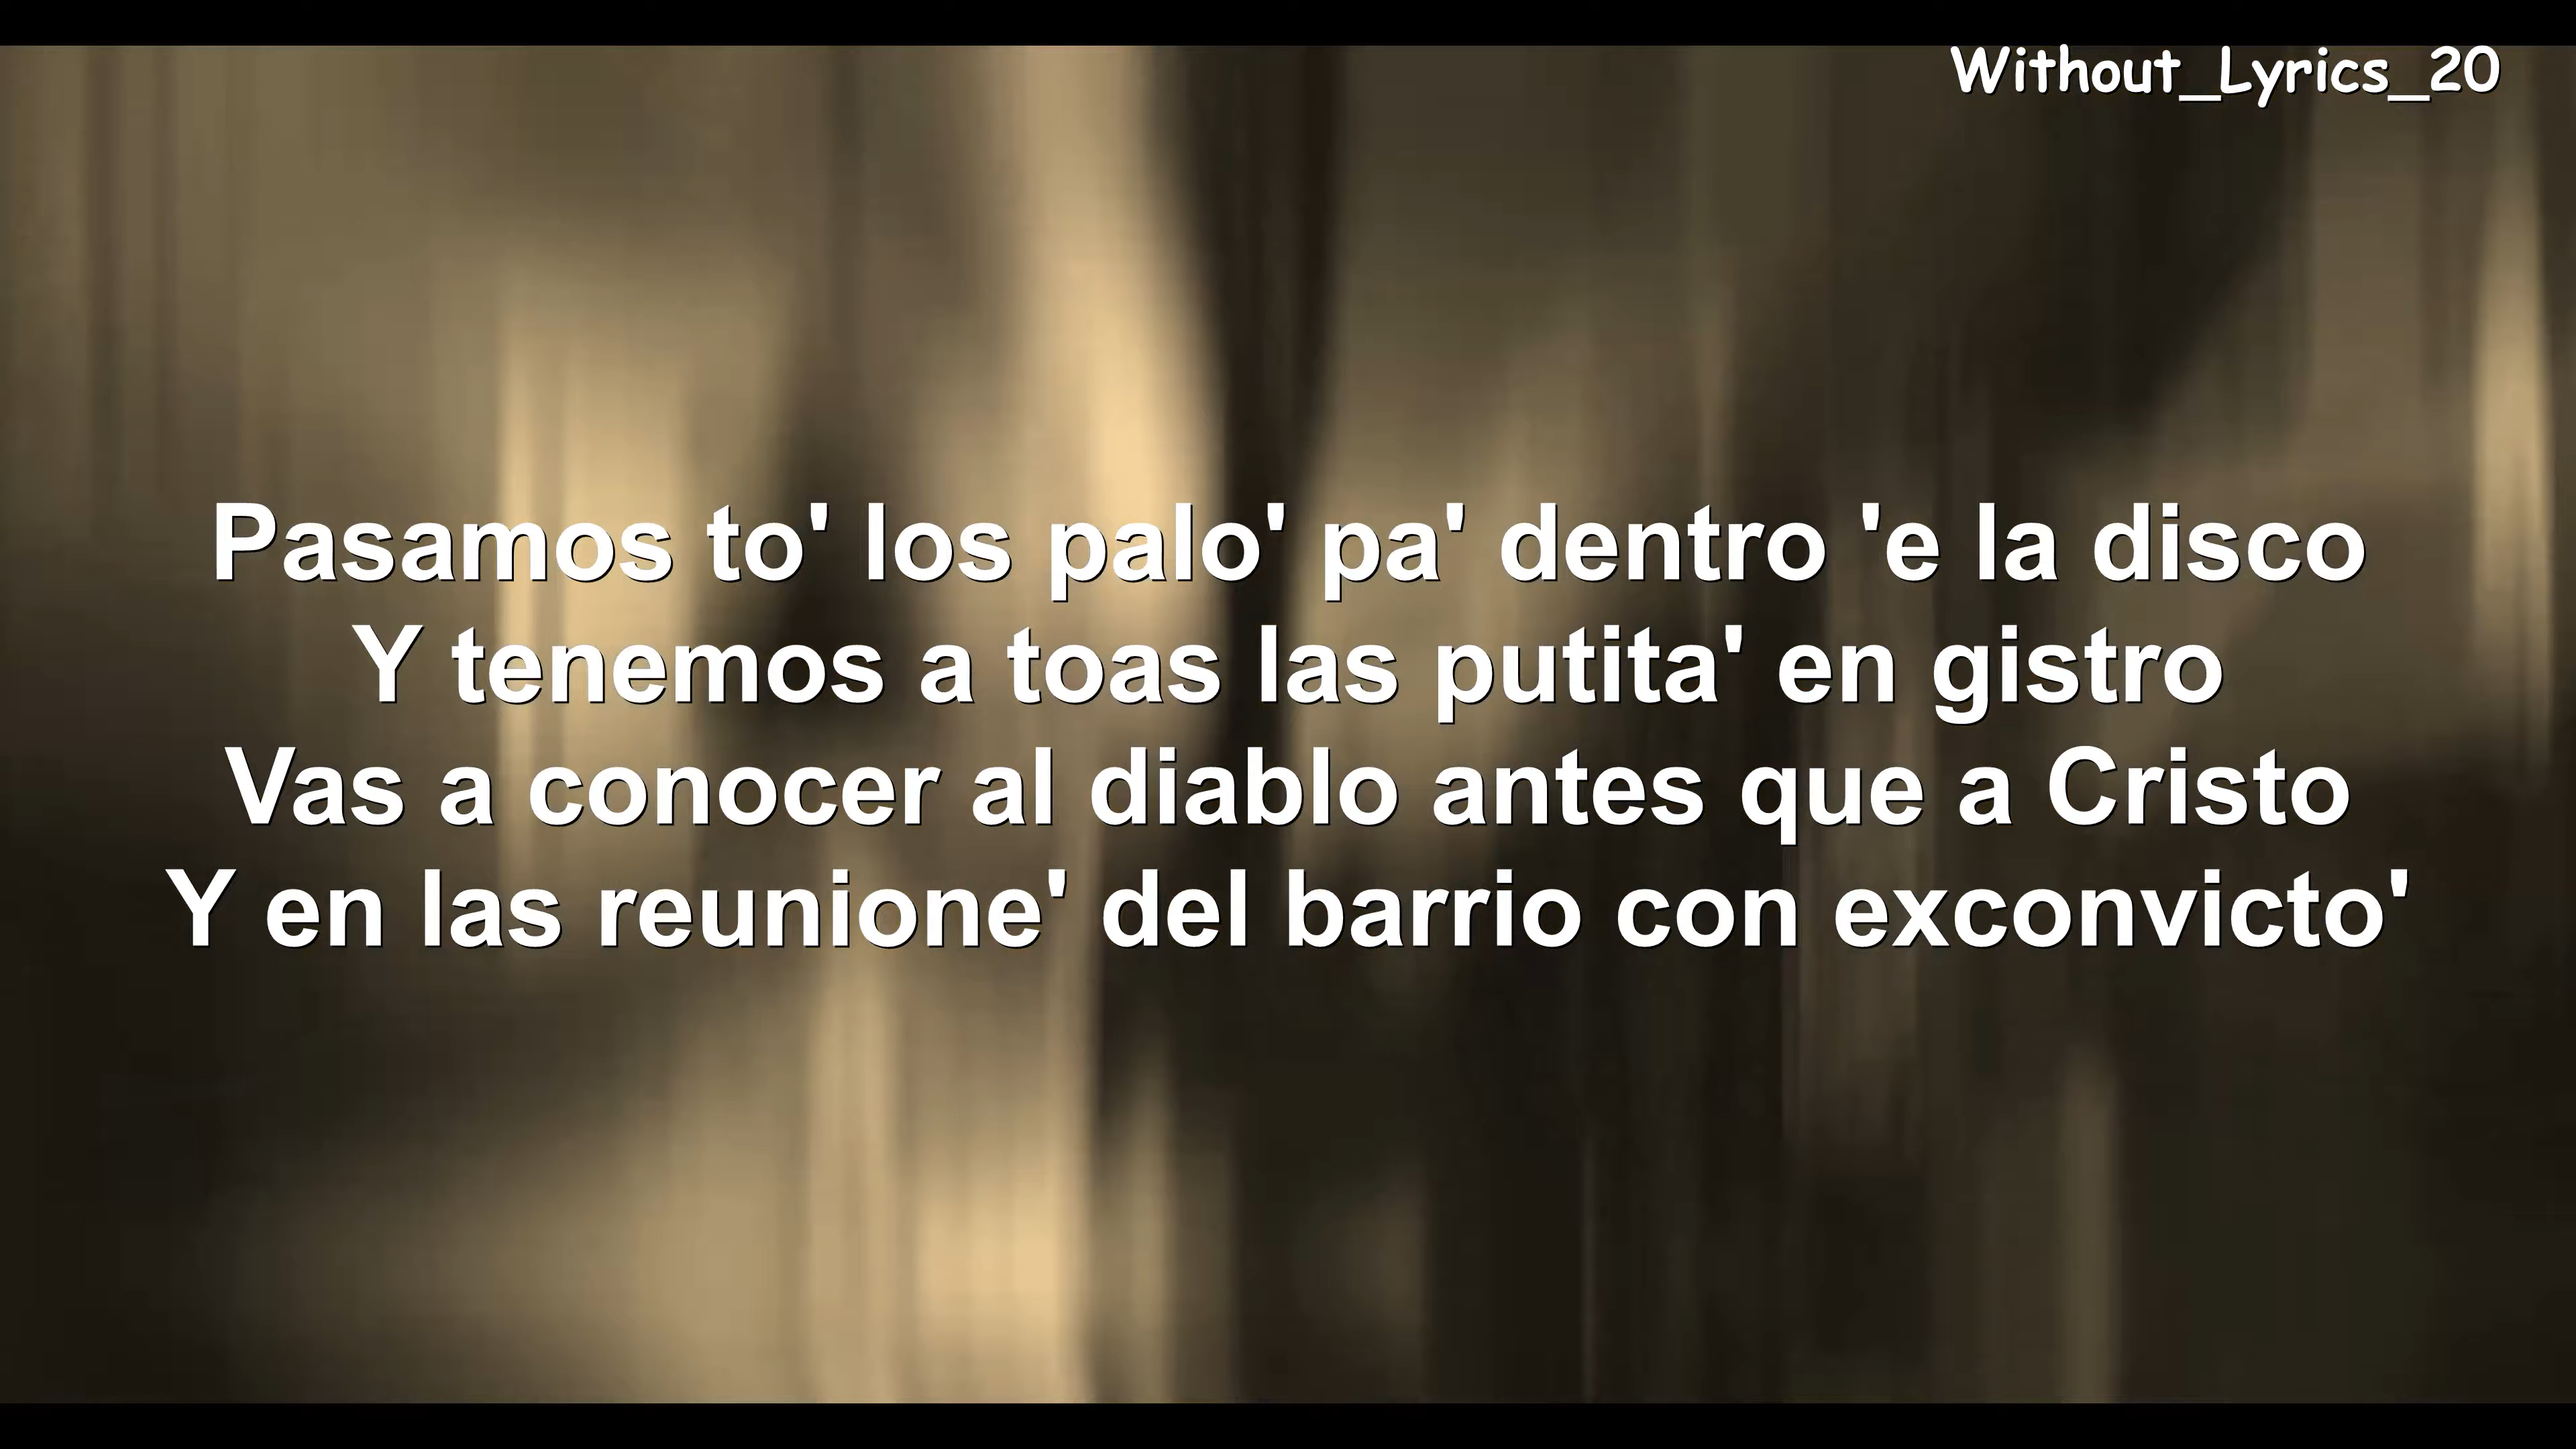 Without_Lyrics_20
Pasamos to' los palo' pa' dentro 'e la disco
Y tenemos a toas las putita' en gistro
Vas a conocer al diablo antes que a Cristo
Y en las reunione' del barrio con exconvicto'